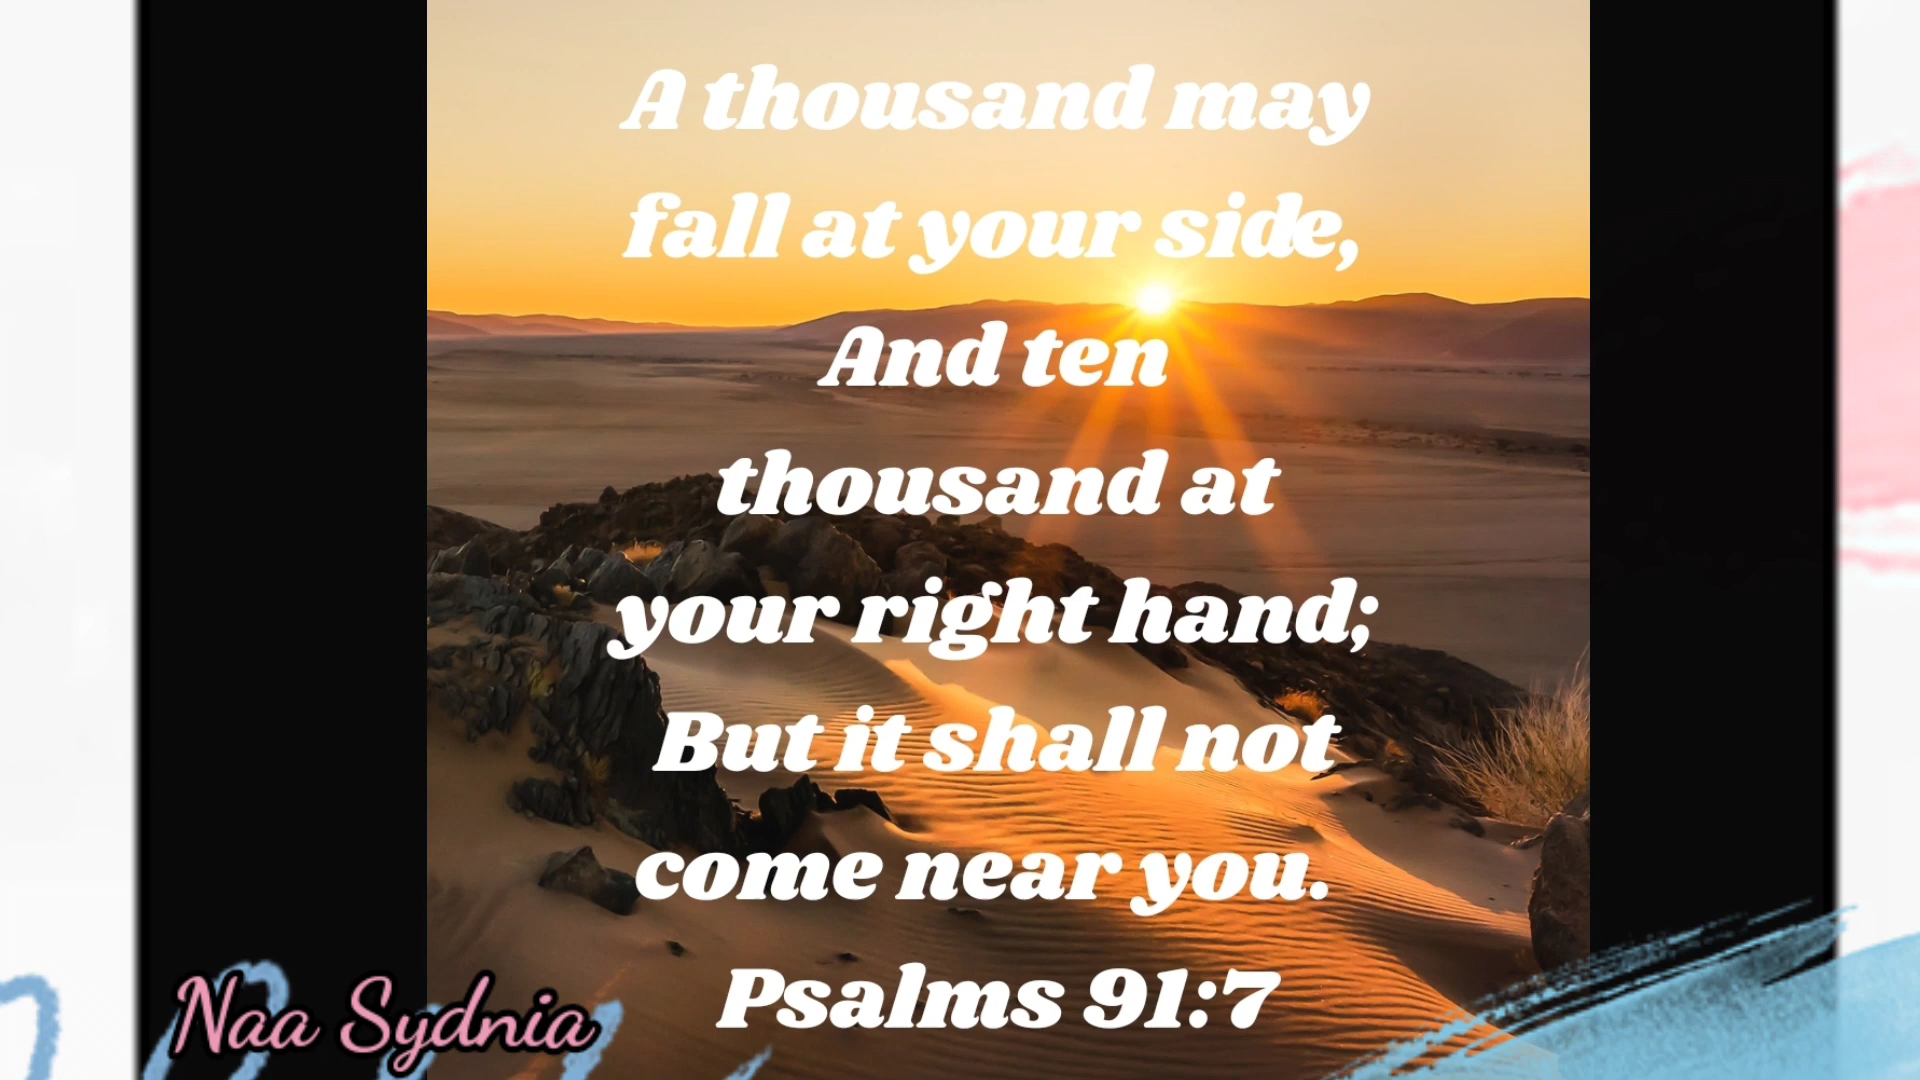 A thousand may
fall at your side,
And ten
thousand at
your right hand;
But it shall not
come near you.
Psalms 91:7
Naa Sydnia